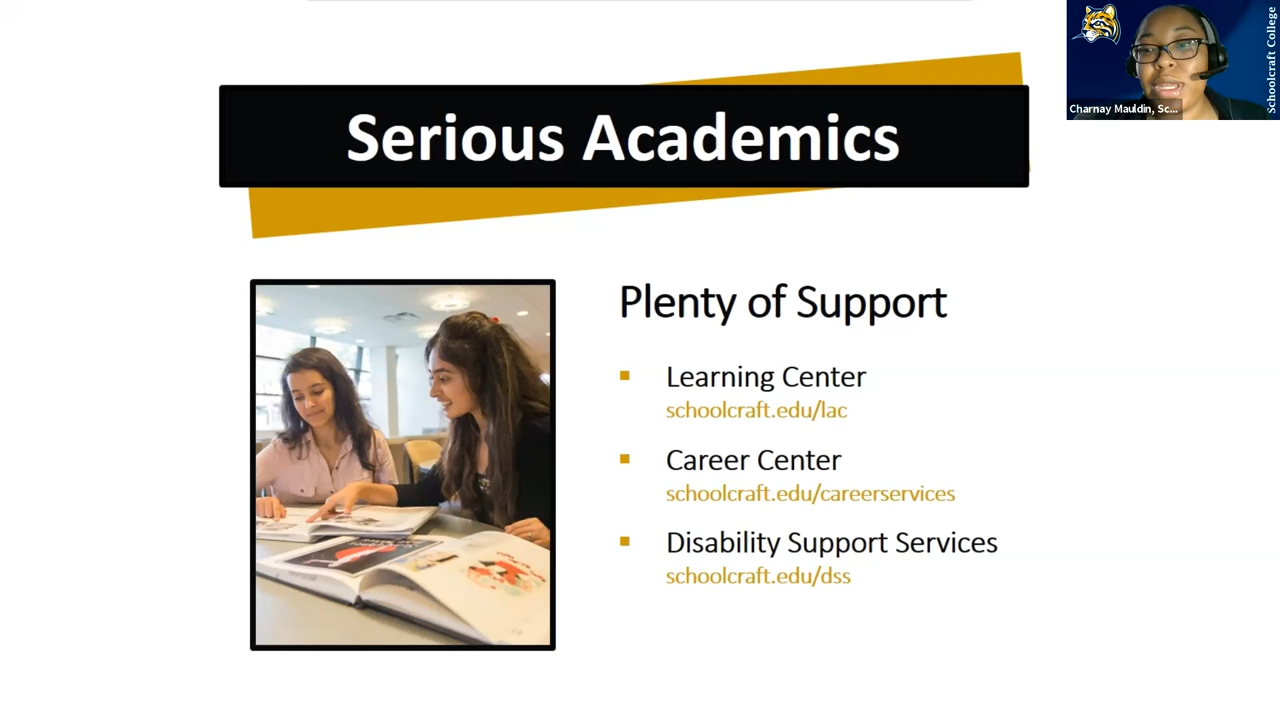 Serious Academics
Charnay Mauldin, Sc...
Schoolcraft College
Plenty of Support
Learning Center
schoolcraft.edu/lac
Career Center
schoolcraft.edu/careerservices
Disability Support Services
schoolcraft.edu/dss